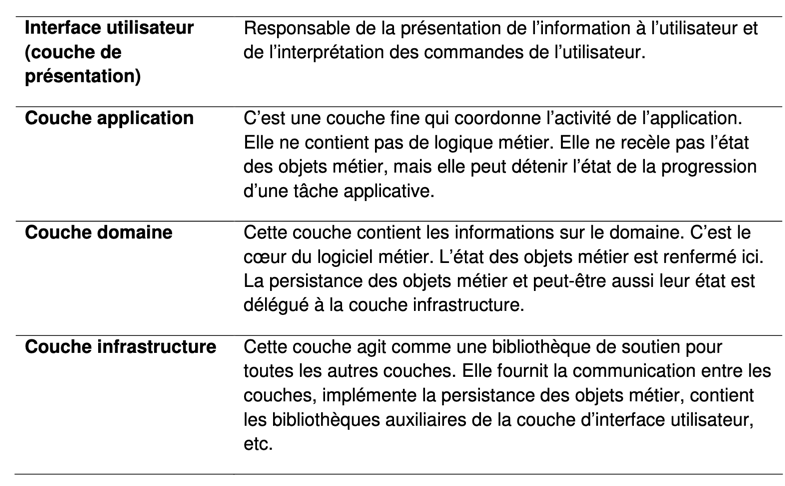 Interface utilisateur
(couche de
présentation)
Responsable de la présentation de l'information à l'utilisateur et
de l'interprétation des commandes de l'utilisateur.
Couche application
C'est une couche fine qui coordonne l'activité de l'application.
Elle ne contient pas de logique métier. Elle ne recèle pas l'état
des objets métier, mais elle peut détenir l'état de la progression
d'une tâche applicative.
Couche domaine
Cette couche contient les informations sur le domaine. C'est le
cœur du logiciel métier. L'état des objets métier est renfermé ici.
La persistance des objets métier et peut-être aussi leur état est
délégué à la couche infrastructure.
Couche infrastructure
Cette couche agit comme une bibliothèque de soutien pour
toutes les autres couches. Elle fournit la communication entre les
couches, implémente la persistance des objets métier, contient
les bibliothèques auxiliaires de la couche d'interface utilisateur,
etc.